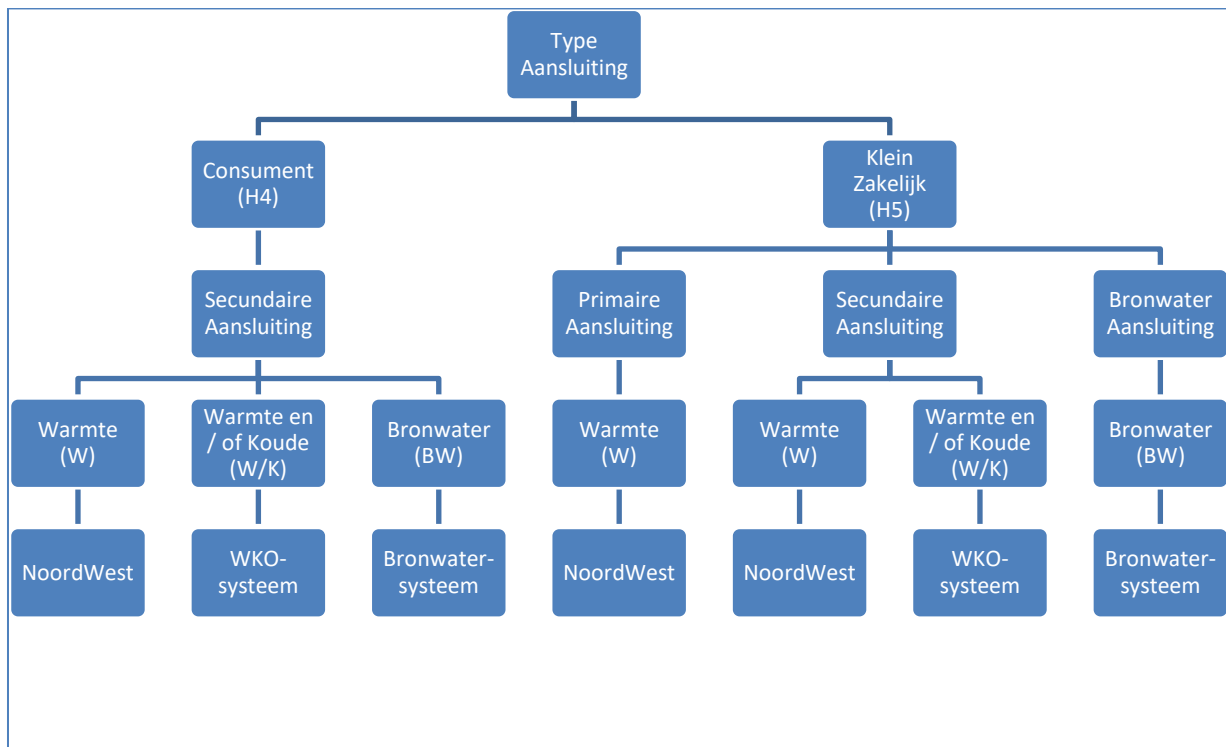 Type
Aansluiting
Consument
(H4)
Klein
Zakelijk
(H5)
Secundaire
Aansluiting
Primaire
Aansluiting
Secundaire
Aansluiting
Bronwater
Aansluiting
Warmte
(W)
Warmte en
/ of Koude
(W/K)
Bronwater
(BW)
Warmte
(W)
Warmte
(W)
Warmte en
/ of Koude
(W/K)
Bronwater
(BW)
NoordWest
WKO-
systeem
Bronwater-
systeem
NoordWest
NoordWest
WKO-
systeem
Bronwater-
systeem